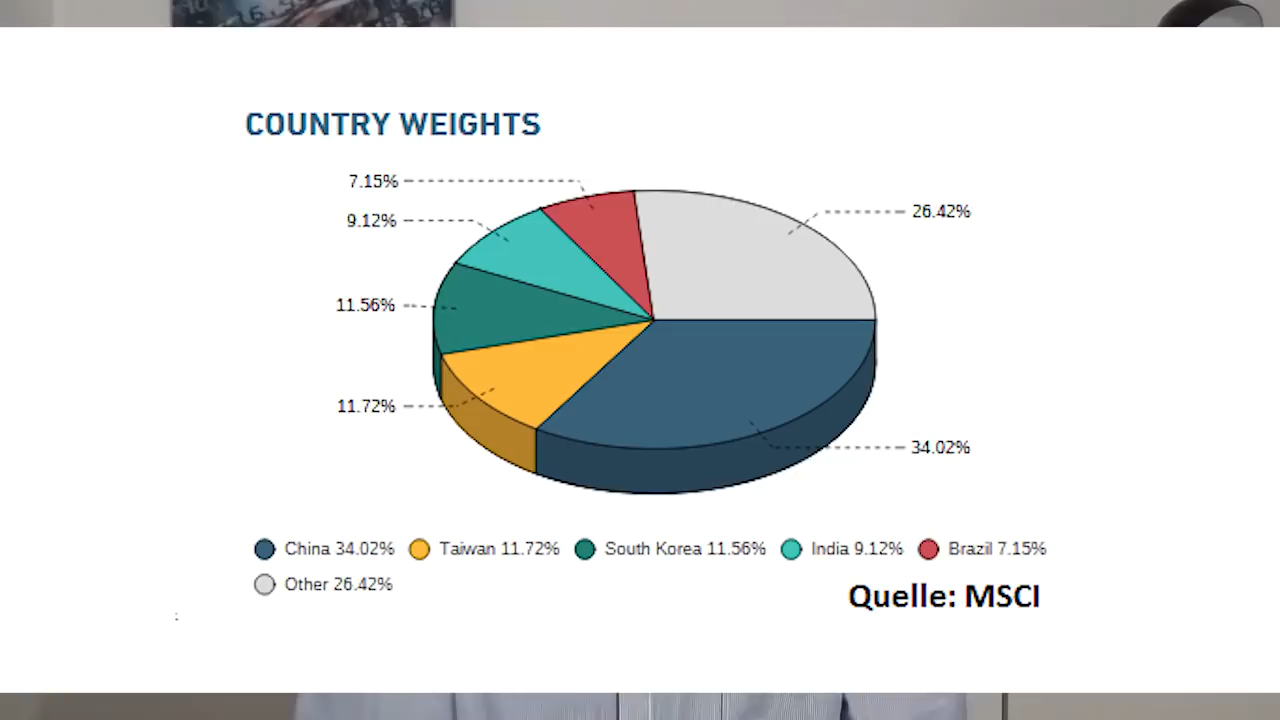 COUNTRY WEIGHTS
7.15%
9.12%
26.42%
11.56%
11.72%
34.02%
China 34.02% Taiwan 11.72% South Korea 11.56% India 9.12% Brazil 7.15%
Other 26.42%
Quelle: MSCI